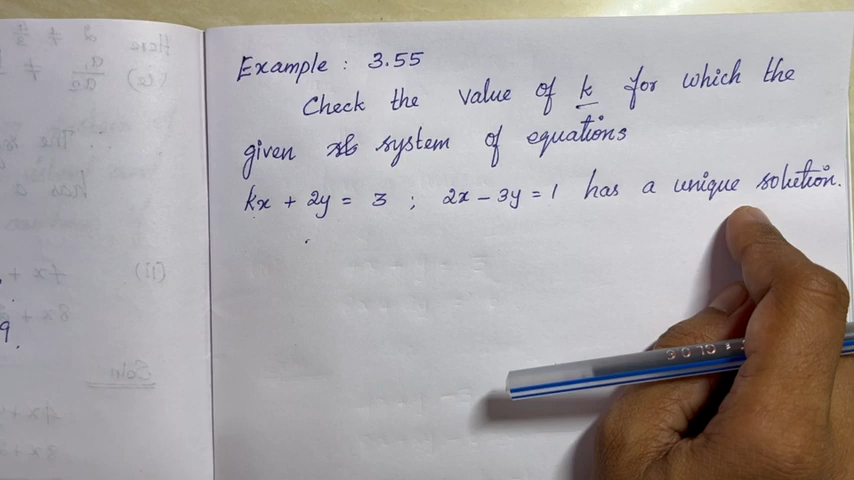 Example : 3.55
Check the value of k for which the
given system of equations
kx + 2y = 3 ; 2x - 3y = 1 has a unique solution.
9.